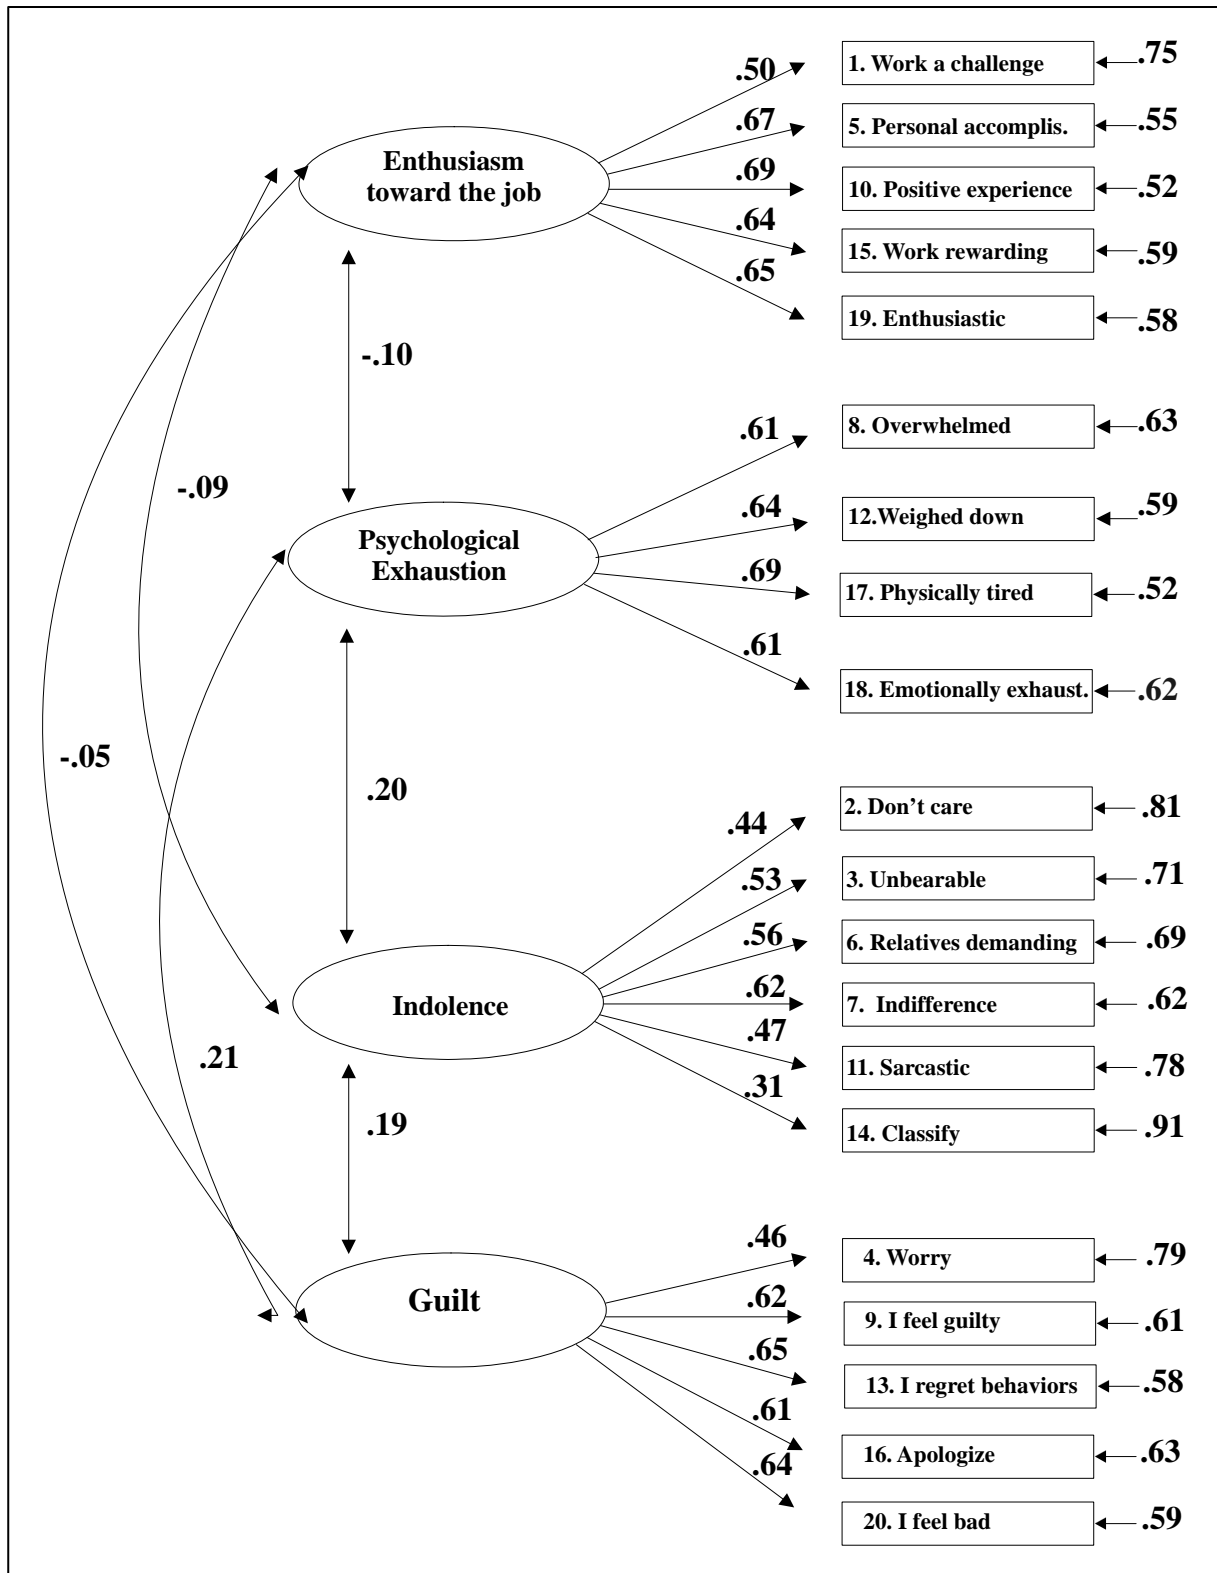 .50
1. Work a challenge
.75
.67
5. Personal accomplis.
.55
Enthusiasm
toward the job
.69
10. Positive experience
.52
.64
15. Work rewarding
.59
.65
19. Enthusiastic
.58
-.10
.61
8. Overwhelmed
.63
-.09
.64
12.Weighed down
.59
Psychological
Exhaustion
.69
17. Physically tired
.52
.61
18. Emotionally exhaust.
.62
-.05
.20
.44
2. Don’t care
.81
.53
3. Unbearable
.71
.56
6. Relatives demanding
.69
Indolence
.62
7. Indifference
.62
.47
11. Sarcastic
.78
.21
.31
14. Classify
.91
.19
.46
4. Worry
.79
Guilt
.62
9. I feel guilty
.61
.65
13. I regret behaviors
.58
.61
16. Apologize
.63
.64
20. I feel bad
.59